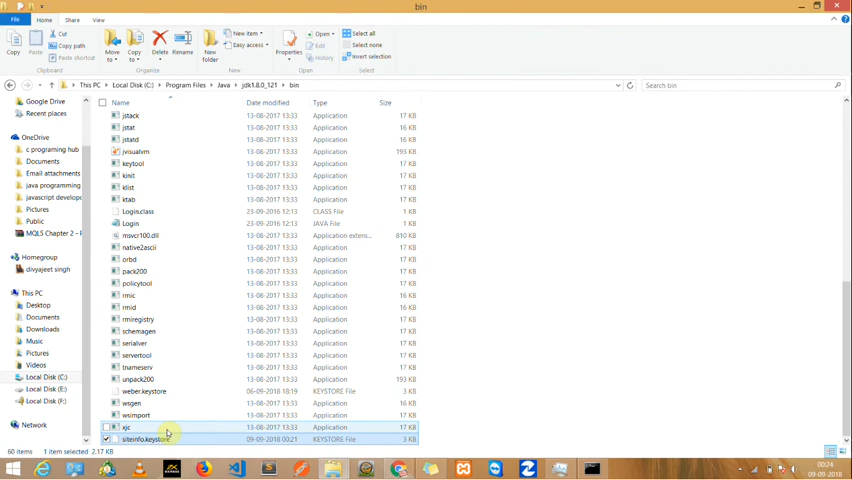 bin
File
Home
Share
View
Copy
Paste
Cut
Copy path
Paste shortcut
Clipboard
Move to
Copy to
Delete
Rename
Organize
New folder
New item
Easy access
New
Properties
Open
Edit
History
Open
Select all
Select none
Invert selection
Select
This PC
Local Disk (C:)
Program Files
Java
jdk1.8.0_121
bin
Search bin
Name
Date modified
Type
Size
Google Drive
Recent places
OneDrive
c programing hub
Documents
Email attachments
java programming
javascript develope
Pictures
Public
MQLS Chapter 2 - F
Homegroup
divyajeet singh
This PC
Desktop
Documents
Downloads
Music
Pictures
Videos
Local Disk (C:)
Local Disk (E:)
Local Disk (F:)
Network
jstack 13-08-2017 13:33 Application 17 KB
jstat 13-08-2017 13:33 Application 17 KB
jstatd 13-08-2017 13:33 Application 17 KB
jvisualvm 13-08-2017 13:33 Application 193 KB
keytool 13-08-2017 13:33 Application 17 KB
kinit 13-08-2017 13:33 Application 17 KB
klist 13-08-2017 13:33 Application 17 KB
ktab 13-08-2017 13:33 Application 17 KB
Login.class 23-09-2016 12:13 CLASS File 1 KB
Login 23-09-2016 12:13 JAVA File 1 KB
msvcr100.dll 13-08-2017 13:33 Application extens... 810 KB
native2ascii 13-08-2017 13:33 Application 17 KB
orbd 13-08-2017 13:33 Application 17 KB
pack200 13-08-2017 13:33 Application 17 KB
policytool 13-08-2017 13:33 Application 17 KB
rmic 13-08-2017 13:33 Application 16 KB
rmid 13-08-2017 13:33 Application 16 KB
rmiregistry 13-08-2017 13:33 Application 17 KB
schemagen 13-08-2017 13:33 Application 17 KB
serialver 13-08-2017 13:33 Application 17 KB
servertool 13-08-2017 13:33 Application 17 KB
tnameserv 13-08-2017 13:33 Application 17 KB
unpack200 13-08-2017 13:33 Application 193 KB
weber.keystore 06-09-2018 18:19 KEYSTORE File 3 KB
wsgen 13-08-2017 13:33 Application 16 KB
wsimport 13-08-2017 13:33 Application 17 KB
xjc 13-08-2017 13:33 Application 17 KB
siteinfo.keystore 09-09-2018 00:21 KEYSTORE File 3 KB
60 items 1 item selected 2.17 KB
00:24
09-09-2018